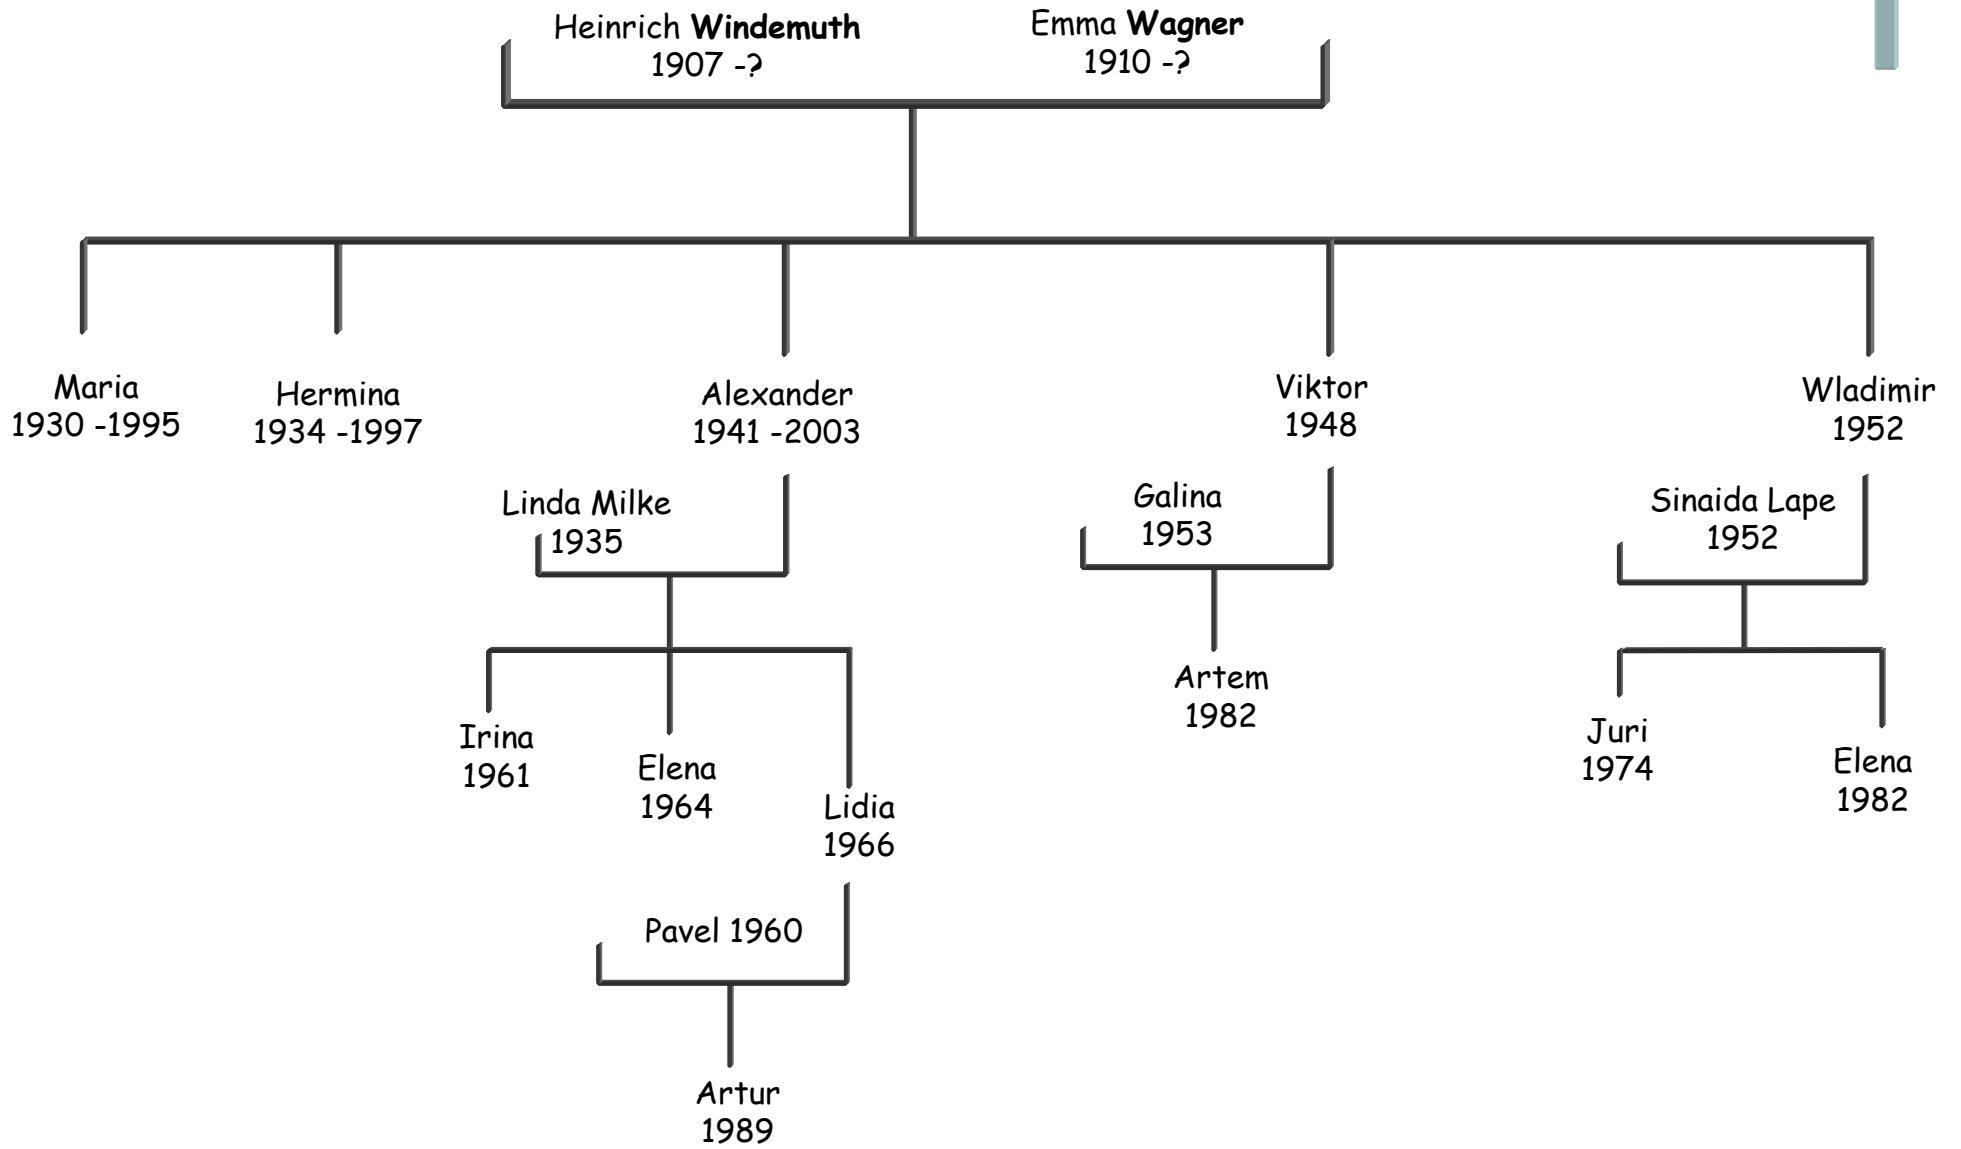 Heinrich Windemuth
1907 -?
Emma Wagner
1910 -?
Maria
1930 -1995
Hermina
1934 -1997
Alexander
1941 -2003
Viktor
1948
Wladimir
1952
Linda Milke
1935
Galina
1953
Sinaida Lape
1952
Irina
1961
Elena
1964
Lidia
1966
Artem
1982
Juri
1974
Elena
1982
Pavel 1960
Artur
1989